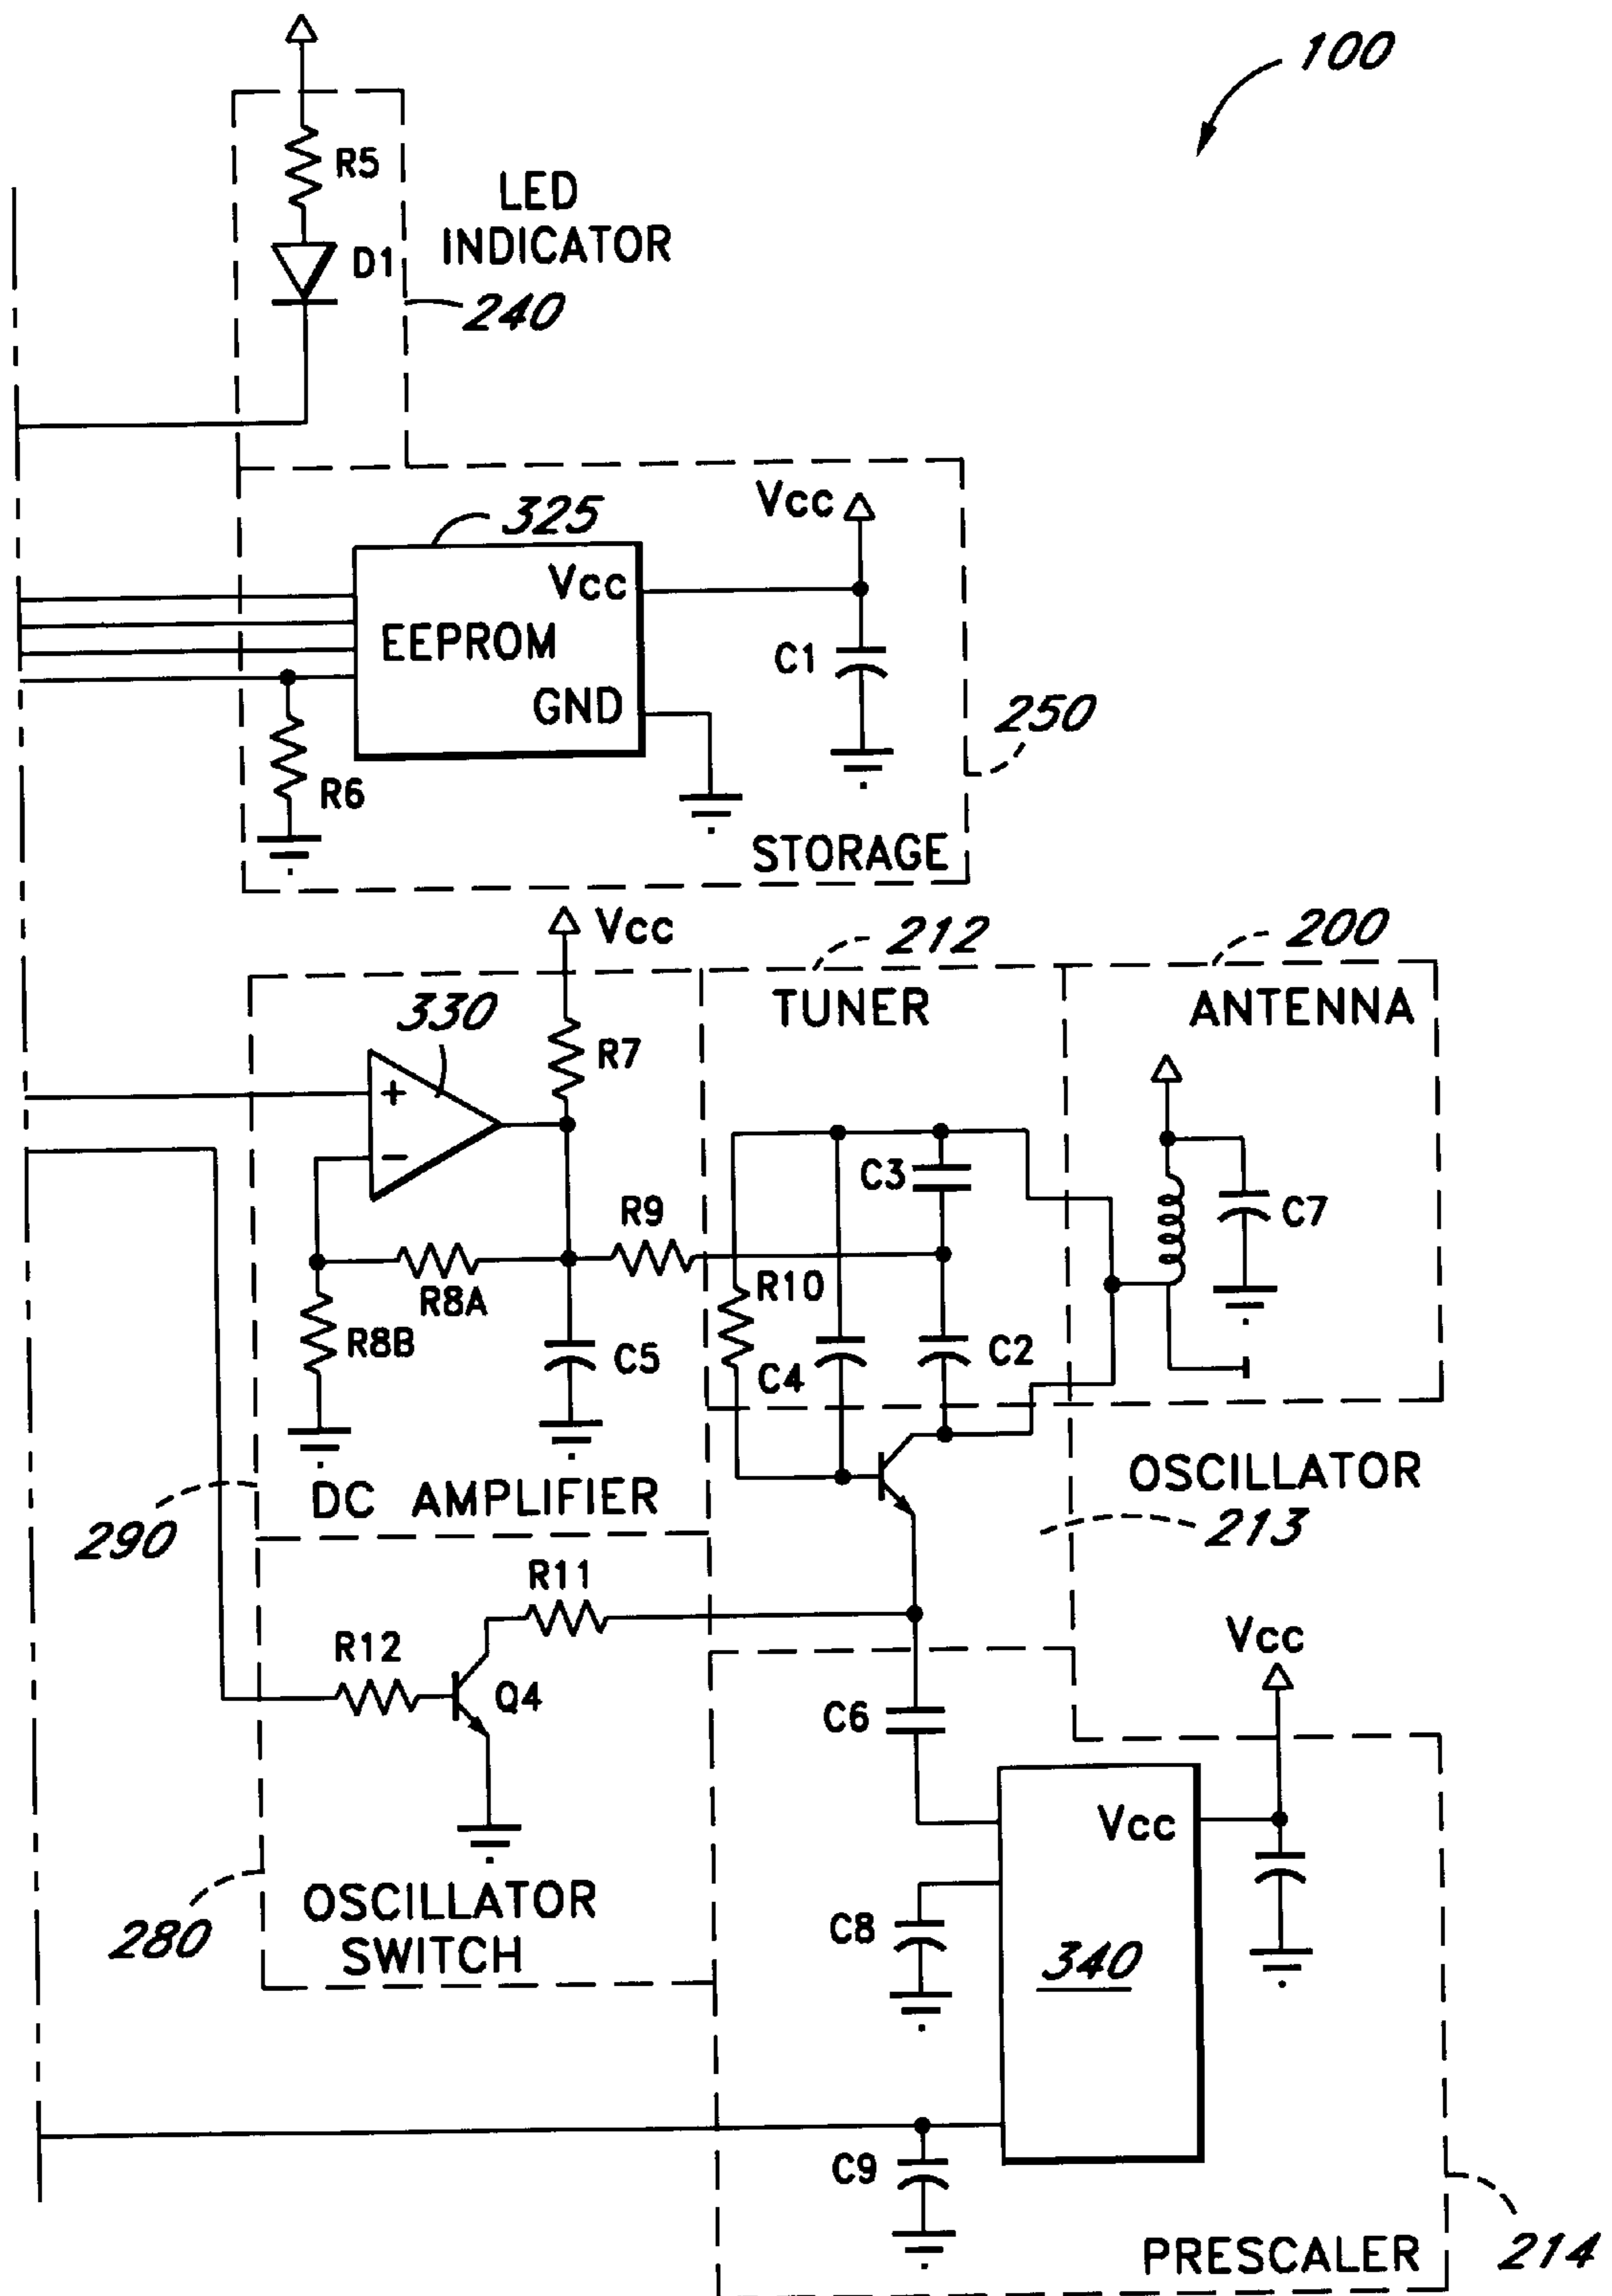 100
R5
LED
INDICATOR
D1
240
Vcc
325
Vcc
EEPROM
C1
GND
250
R6
STORAGE
Vcc
212
200
330
TUNER
ANTENNA
R7
+
C3
−
R9
C7
R10
R8A
R8B
C5
C4
C2
DC AMPLIFIER
OSCILLATOR
290
213
R11
R12
Vcc
Q4
C6
Vcc
OSCILLATOR
SWITCH
280
C8
340
C9
PRESCALER
214